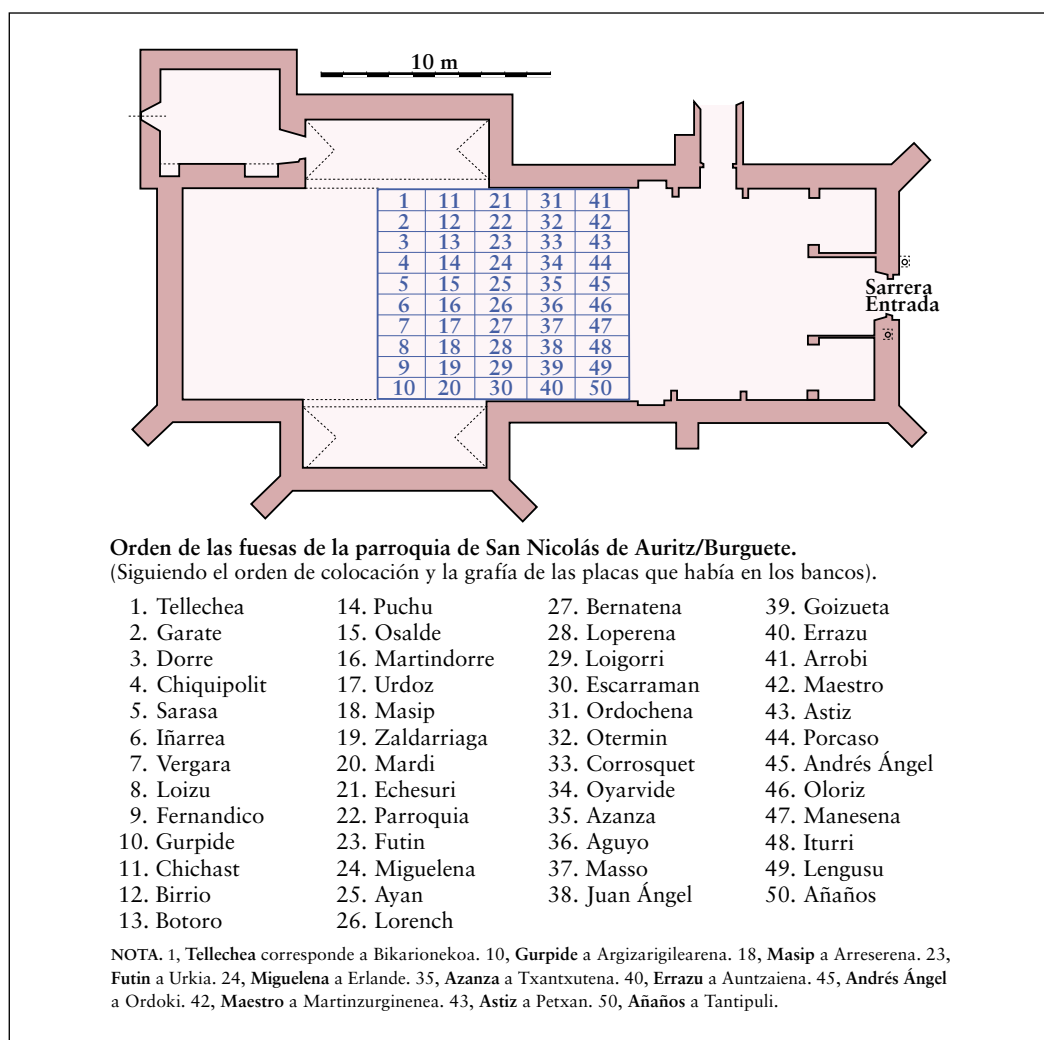 10 m
1 11 21 31 41
2 12 22 32 42
3 13 23 33 43
4 14 24 34 44
5 15 25 35 45
6 16 26 36 46
7 17 27 37 47
8 18 28 38 48
9 19 29 39 49
10 20 30 40 50
Sarrera
Entrada
Orden de las fuesas de la parroquia de San Nicolás de Auritz/Burguete.
(Siguiendo el orden de colocación y la grafía de las placas que había en los bancos).
1. Tellechea
2. Garate
3. Dorre
4. Chiquipolit
5. Sarasa
6. Iñarrea
7. Vergara
8. Loizu
9. Fernandico
10. Gurpide
11. Chichast
12. Birrio
13. Botoro
14. Puchu
15. Osalde
16. Martindorre
17. Urdoz
18. Masip
19. Zaldarriaga
20. Mardi
21. Echesuri
22. Parroquia
23. Futin
24. Miguelena
25. Ayan
26. Lorench
27. Bernatena
28. Loperena
29. Loigorri
30. Escarraman
31. Ordochena
32. Otermin
33. Corrosquet
34. Oyarvide
35. Azanza
36. Aguyo
37. Masso
38. Juan Ángel
39. Goizueta
40. Errazu
41. Arrobi
42. Maestro
43. Astiz
44. Porcaso
45. Andrés Ángel
46. Oloriz
47. Manesena
48. Iturri
49. Lengusu
50. Añaños
NOTA. 1, Tellechea corresponde a Bikarionekoa. 10, Gurpide a Argizarigilearena. 18, Masip a Arreserena. 23,
Futin a Urkia. 24, Miguelena a Erlande. 35, Azanza a Txantxutena. 40, Errazu a Auntzaiena. 45, Andrés Ángel
a Ordoki. 42, Maestro a Martinzurginenea. 43, Astiz a Petxan. 50, Añaños a Tantipuli.